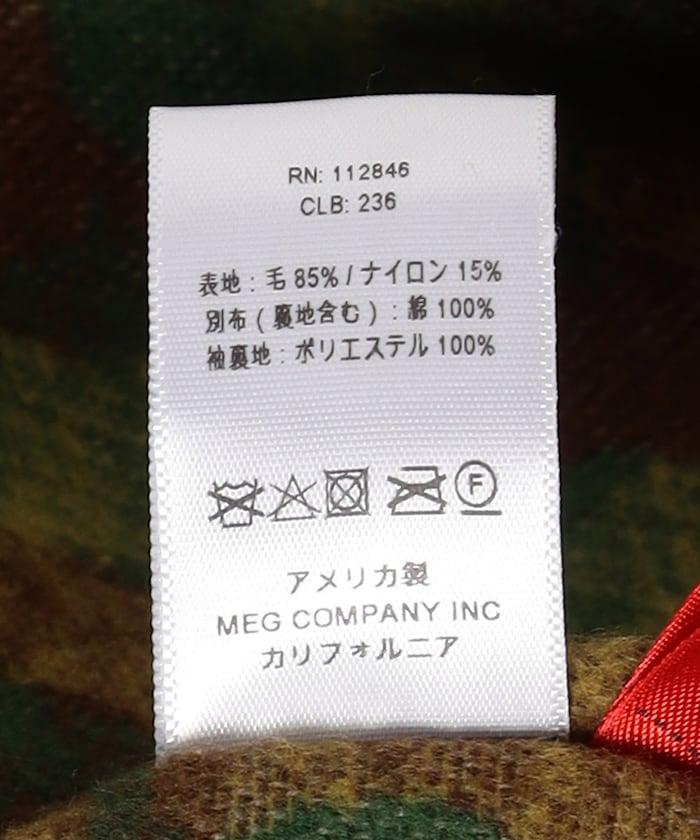 RN: 112846
CLB: 236
表地 : 毛 85% / ナイロン 15%
別布 ( 裏地含む ) : 綿 100%
袖裏地 : ポリエステル 100%
F
アメリカ製
MEG COMPANY INC
カリフォルニア